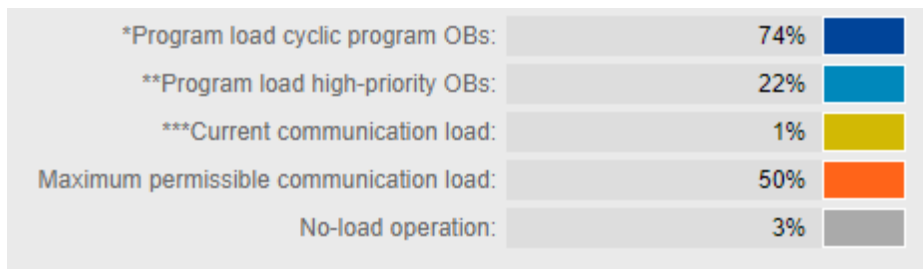 *Program load cyclic program OBs: 74%
**Program load high-priority OBs: 22%
***Current communication load: 1%
Maximum permissible communication load: 50%
No-load operation: 3%